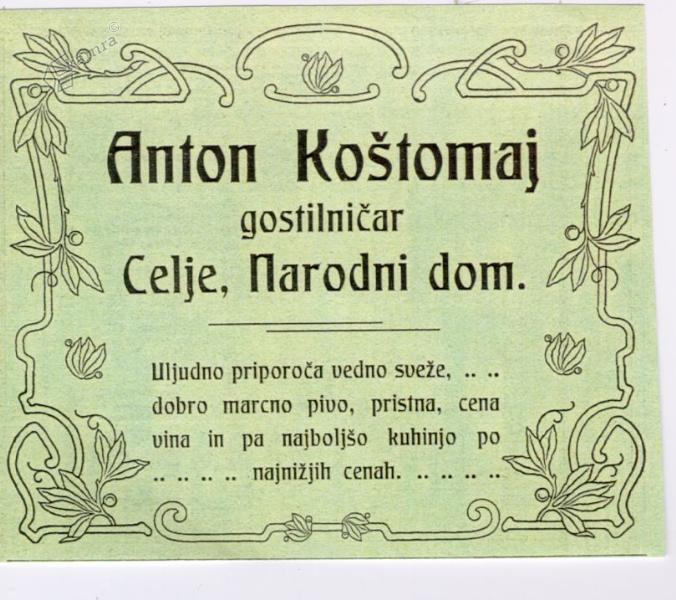 Anton Koštomaj
gostilničar
Celje, Narodni dom.
Uljudno priporoča vedno sveže, .. ..
dobro marcno pivo, pristna, cena
vina in pa najboljšo kuhinjo po
.. .. .. .. najnižjih cenah. .. .. .. ..